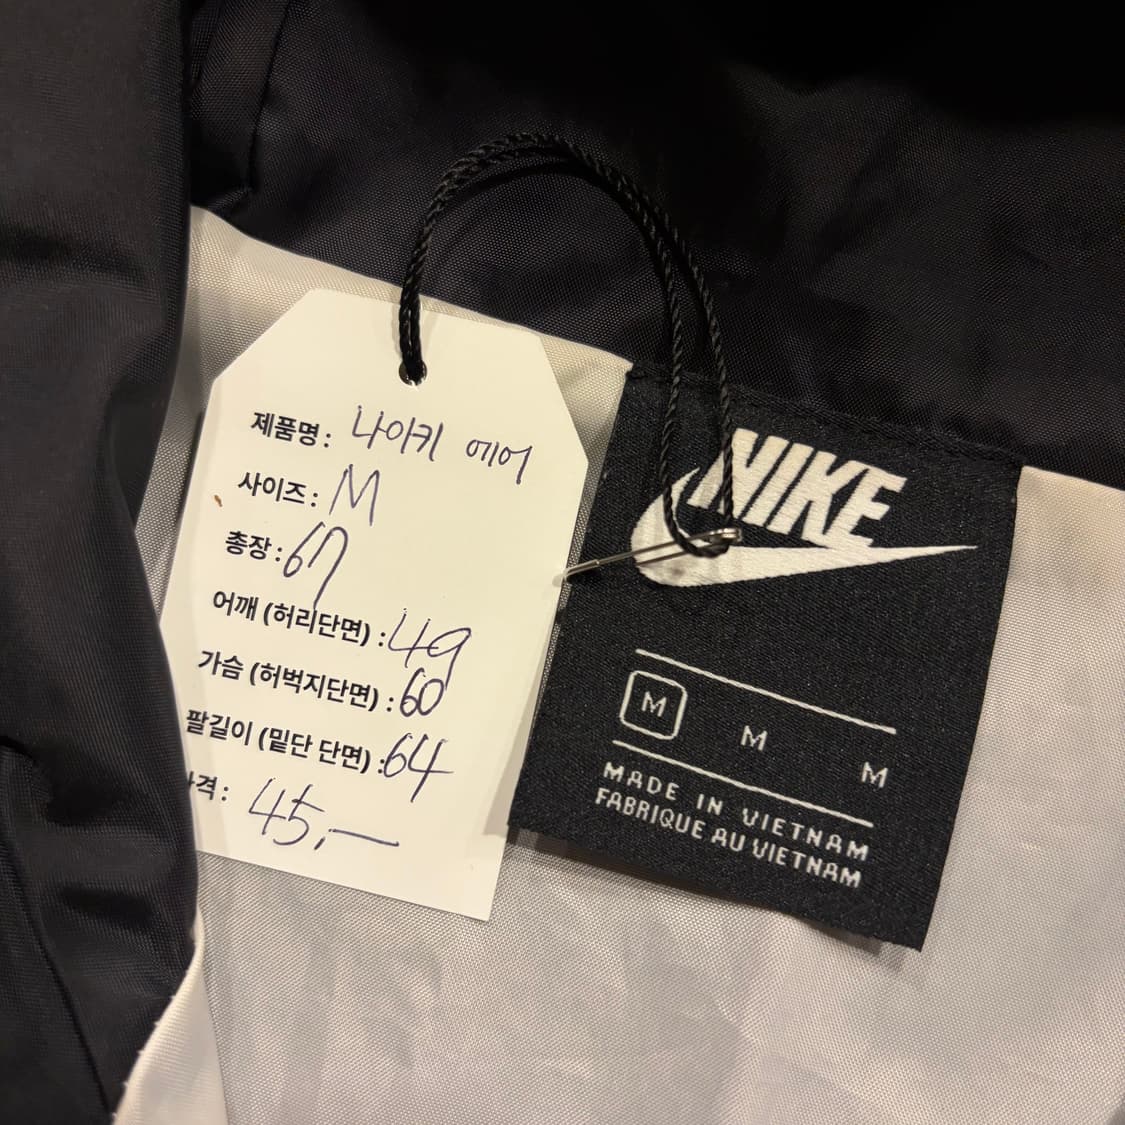 제품명: 나이키 에어
사이즈: M
총장: 67
어깨 (허리단면) : 49
가슴 (허벅지단면) : 60
팔길이 (밑단 단면) : 64
격: 45,—
NIKE
M M M
MADE IN VIETNAM
FABRIQUE AU VIETNAM